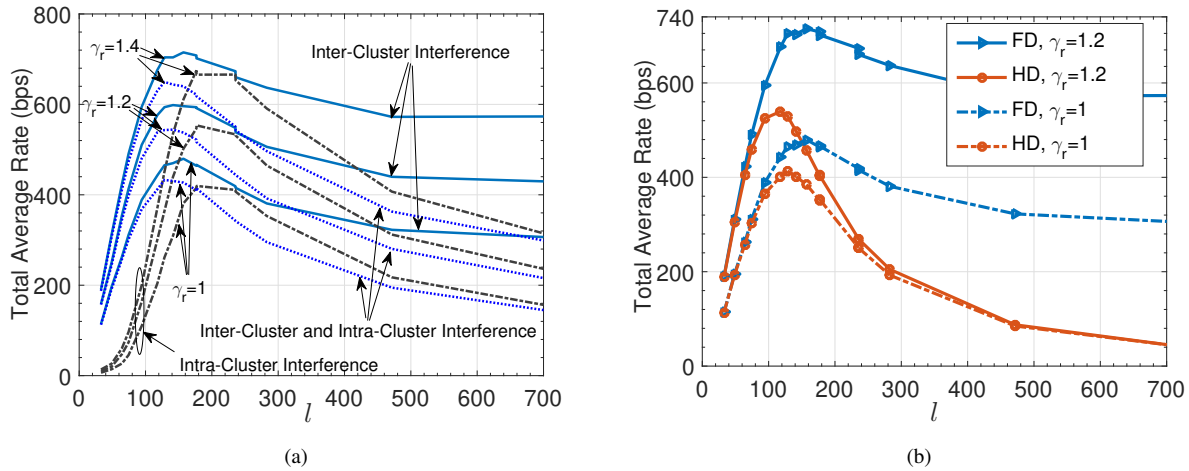 800
600
400
200
0
Total Average Rate (bps)
γr=1.4
γr=1.2
γr=1
Inter-Cluster Interference
Inter-Cluster and Intra-Cluster Interference
Intra-Cluster Interference
0 100 200 300 400 500 600 700
l
(a)
740
600
400
200
0
Total Average Rate (bps)
FD, γr=1.2
HD, γr=1.2
FD, γr=1
HD, γr=1
0 100 200 300 400 500 600 700
l
(b)